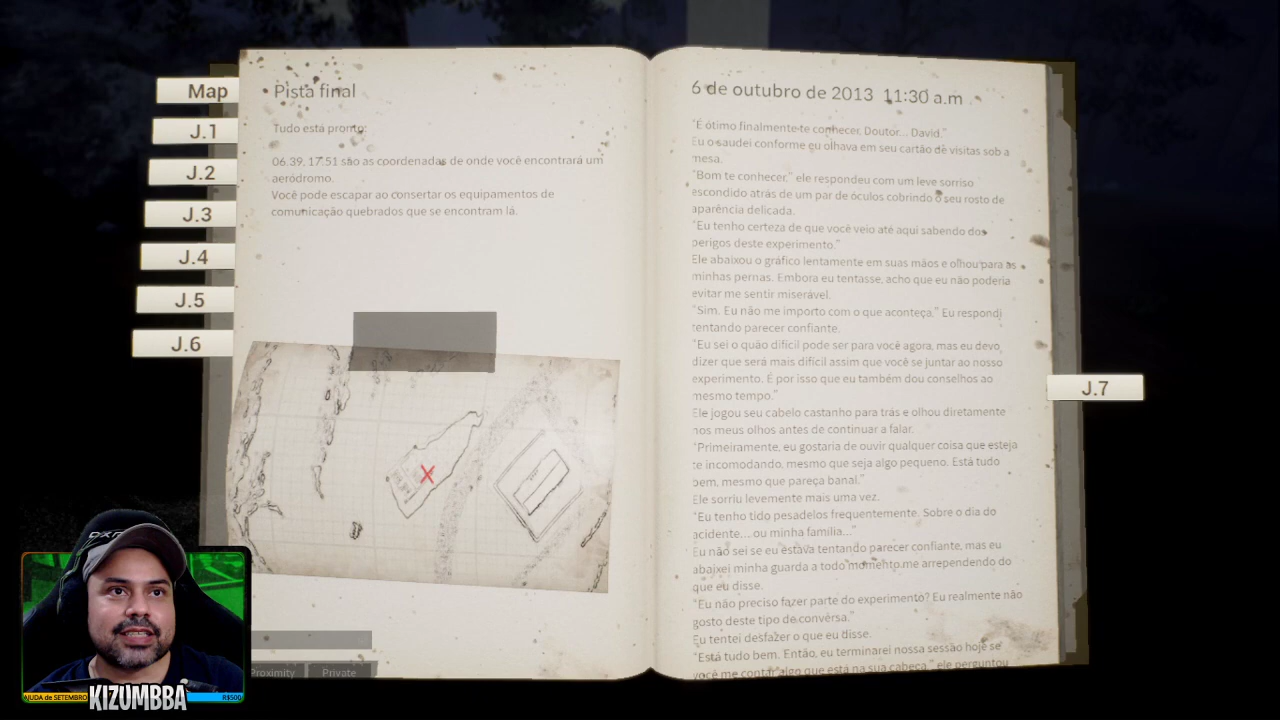 Map
J.1
J.2
J.3
J.4
J.5
J.6
Pista final
Tudo está pronto:
06.39, 17.51 são as coordenadas de onde você encontrará um
aeródromo.
Você pode escapar ao consertar os equipamentos de
comunicação quebrados que se encontram lá.
Proximity
Private
6 de outubro de 2013 11:30 a.m
"É ótimo finalmente te conhecer, Doutor... David."
Eu o saudei conforme eu olhava em seu cartão de visitas sob a
mesa.
"Bom te conhecer," ele respondeu com um leve sorriso
escondido atrás de um par de óculos cobrindo o seu rosto de
aparência delicada.
"Eu tenho certeza de que você veio até aqui sabendo dos
perigos deste experimento."
Ele abaixou o gráfico lentamente em suas mãos e olhou para as
minhas pernas. Embora eu tentasse, acho que eu não poderia
evitar me sentir miserável.
"Sim. Eu não me importo com o que aconteça." Eu respondi
tentando parecer confiante.
"Eu sei o quão difícil pode ser para você agora, mas eu devo
dizer que será mais difícil assim que você se juntar ao nosso
experimento. É por isso que eu também dou conselhos ao
mesmo tempo."
Ele jogou seu cabelo castanho para trás e olhou diretamente
nos meus olhos antes de continuar a falar.
"Primeiramente, eu gostaria de ouvir qualquer coisa que esteja
te incomodando, mesmo que seja algo pequeno. Está tudo
bem, mesmo que pareça banal."
Ele sorriu levemente mais uma vez.
"Eu tenho tido pesadelos frequentemente. Sobre o dia do
acidente... ou minha família..."
Eu não sei se eu estava tentando parecer confiante, mas eu
abaixei minha guarda a todo momento me arrependendo do
que eu disse.
"Eu não preciso fazer parte do experimento? Eu realmente não
gosto deste tipo de conversa."
Eu tentei desfazer o que eu disse.
"Está tudo bem. Então, eu terminarei nossa sessão hoje se
você me contar algo que está na sua cabeça," ele perguntou
J.7
AJUDA de SETEMBRO
KIZUMBBA
R$500